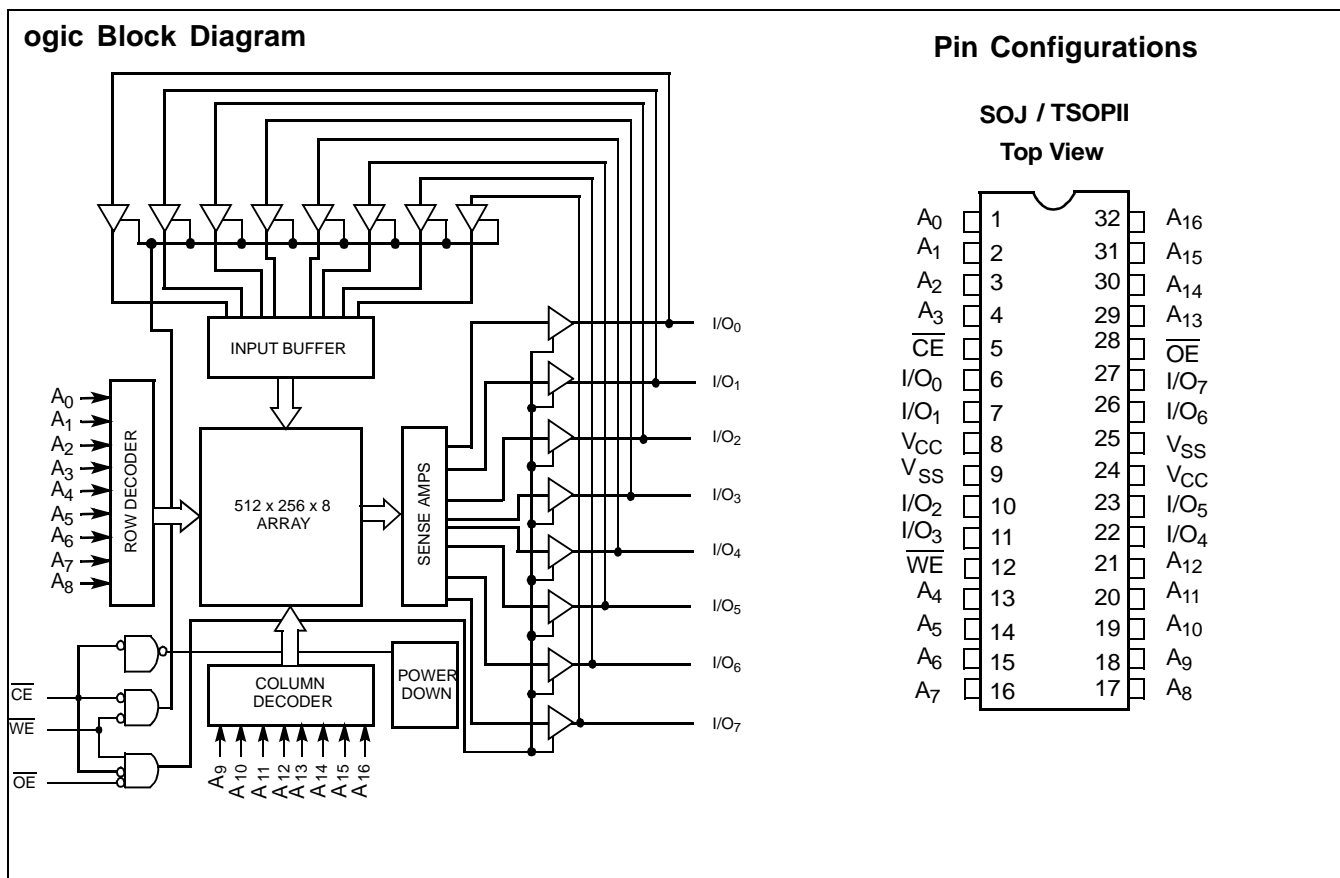 ogic Block Diagram
INPUT BUFFER
A0
A1
A2
A3
A4
A5
A6
A7
A8
ROW DECODER
512 x 256 x 8
ARRAY
SENSE AMPS
I/O0
I/O1
I/O2
I/O3
I/O4
I/O5
I/O6
I/O7
CE
WE
OE
COLUMN
DECODER
POWER
DOWN
A9
A10
A11
A12
A13
A14
A15
A16
Pin Configurations
SOJ / TSOPII
Top View
A0 1 32 A16
A1 2 31 A15
A2 3 30 A14
A3 4 29 A13
CE 5 28 OE
I/O0 6 27 I/O7
I/O1 7 26 I/O6
VCC 8 25 VSS
VSS 9 24 VCC
I/O2 10 23 I/O5
I/O3 11 22 I/O4
WE 12 21 A12
A4 13 20 A11
A5 14 19 A10
A6 15 18 A9
A7 16 17 A8